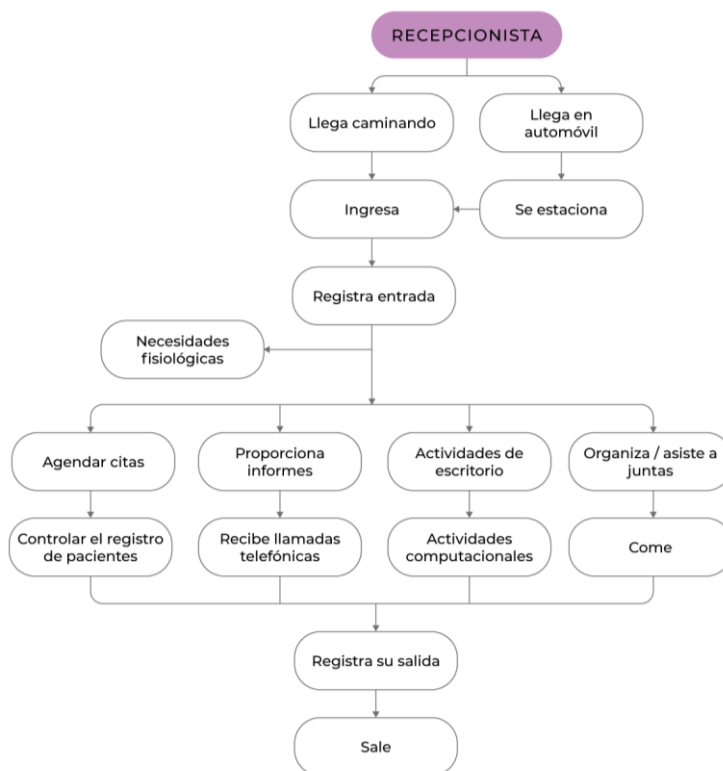 RECEPCIONISTA
Llega caminando
Llega en
automóvil
Ingresa
Se estaciona
Registra entrada
Necesidades
fisiológicas
Agendar citas
Proporciona
informes
Actividades de
escritorio
Organiza / asiste a
juntas
Controlar el registro
de pacientes
Recibe llamadas
telefónicas
Actividades
computacionales
Come
Registra su salida
Sale